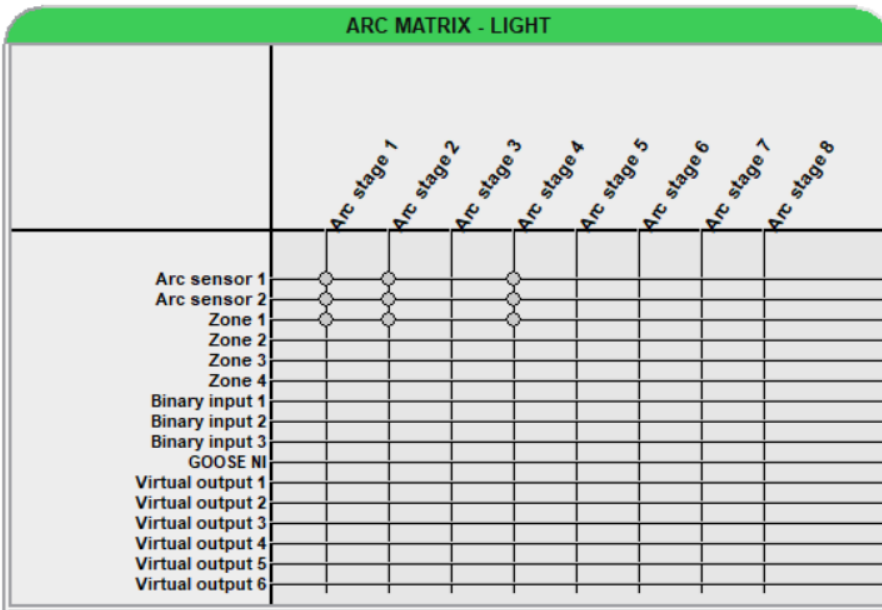 ARC MATRIX - LIGHT
Arc stage 1
Arc stage 2
Arc stage 3
Arc stage 4
Arc stage 5
Arc stage 6
Arc stage 7
Arc stage 8
Arc sensor 1
Arc sensor 2
Zone 1
Zone 2
Zone 3
Zone 4
Binary input 1
Binary input 2
Binary input 3
GOOSE NI
Virtual output 1
Virtual output 2
Virtual output 3
Virtual output 4
Virtual output 5
Virtual output 6